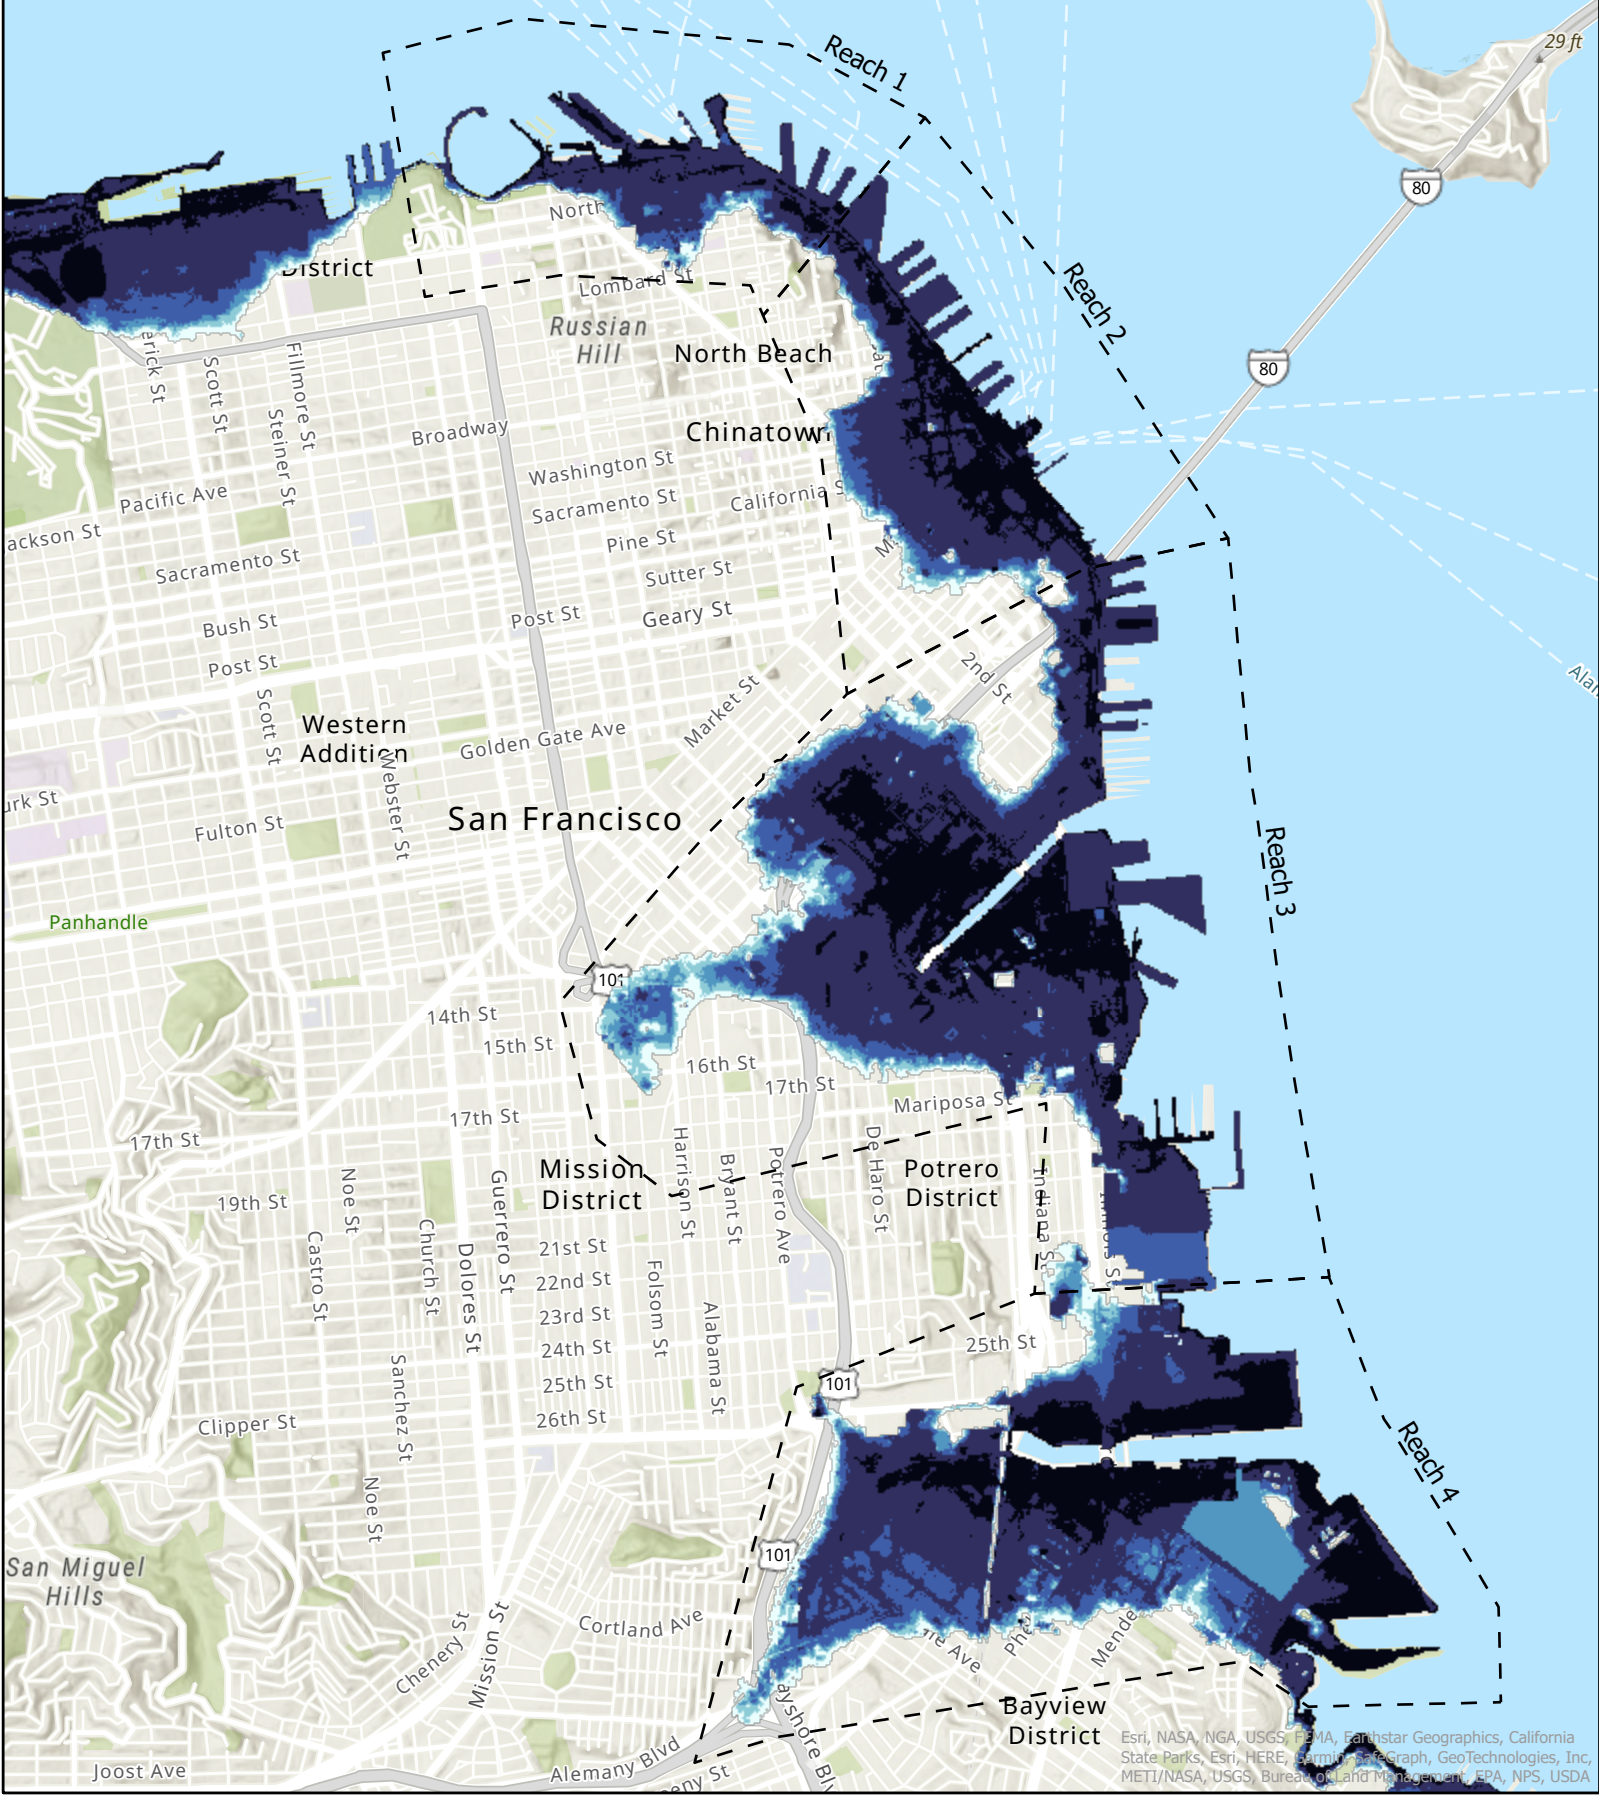 29 ft
Reach 1
80
North
District
Lombard St
Reach 2
Russian
Hill
North Beach
80
Scott St
Fillmore St
Steiner St
Broadway
Chinatown
Washington St
Pacific Ave
Sacramento St
California
ackson St
Pine St
Sacramento St
Sutter St
Geary St
Post St
Bush St
Post St
2nd St
Scott St
Market St
Western
Addition
Golden Gate Ave
Webster St
urk St
San Francisco
Fulton St
Reach 3
Panhandle
101
14th St
15th St
16th St
17th St
Mariposa St
17th St
17th St
Mission
District
Harrison St
Bryant St
Potrero Ave
De Haro St
Potrero
District
Indiana St
Illinois St
19th St
Noe St
Guerrero St
Castro St
Church St
Dolores St
21st St
22nd St
23rd St
24th St
25th St
26th St
Folsom St
Alabama St
25th St
101
Sanchez St
Clipper St
Reach 4
Noe St
101
San Miguel
Hills
Cortland Ave
Chenery St
Mission St
Ave
Mende
Bayview
District
ayshore Blv
Alemany Blvd
Joost Ave
eny St
Esri, NASA, NGA, USGS, FEMA, Earthstar Geographics, California
State Parks, Esri, HERE, Garmin, SafeGraph, GeoTechnologies, Inc,
METI/NASA, USGS, Bureau of Land Management, EPA, NPS, USDA